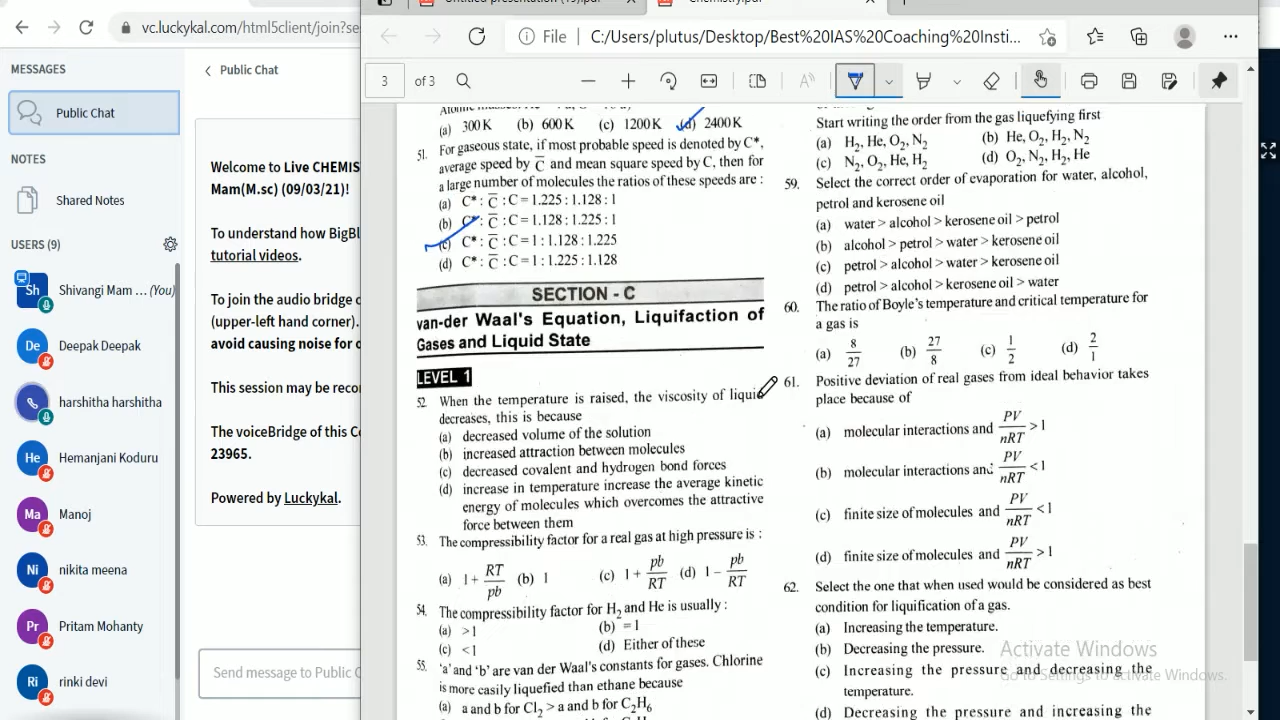 Untitled presentation (19).pdf
Chemistry.pdf
vc.luckykal.com/html5client/join?se
File
C:/Users/plutus/Desktop/Best%20IAS%20Coaching%20Insti...
3
of 3
MESSAGES
Public Chat
NOTES
Shared Notes
USERS (9)
Sh
Shivangi Mam ... (You)
De
Deepak Deepak
harshitha harshitha
He
Hemanjani Koduru
Ma
Manoj
Ni
nikita meena
Pr
Pritam Mohanty
Ri
rinki devi
Public Chat
Welcome to Live CHEMIS
Mam(M.sc) (09/03/21)!
To understand how BigBl
tutorial videos.
To join the audio bridge c
(upper-left hand corner).
avoid causing noise for o
This session may be reco
The voiceBridge of this C
23965.
Powered by Luckykal.
Send message to Public C
(a) 300 K (b) 600 K (c) 1200 K (d) 2400 K
51. For gaseous state, if most probable speed is denoted by C*,
average speed by C̅ and mean square speed by C, then for
a large number of molecules the ratios of these speeds are :
(a) C* : C̅ : C = 1.225 : 1.128 : 1
(b) C* : C̅ : C = 1.128 : 1.225 : 1
(c) C* : C̅ : C = 1 : 1.128 : 1.225
(d) C* : C̅ : C = 1 : 1.225 : 1.128
SECTION - C
van-der Waal's Equation, Liquifaction of
Gases and Liquid State
LEVEL 1
52. When the temperature is raised, the viscosity of liquid
decreases, this is because
(a) decreased volume of the solution
(b) increased attraction between molecules
(c) decreased covalent and hydrogen bond forces
(d) increase in temperature increase the average kinetic
energy of molecules which overcomes the attractive
force between them
53. The compressibility factor for a real gas at high pressure is :
(a) 1 + RT/pb (b) 1 (c) 1 + pb/RT (d) 1 − pb/RT
54. The compressibility factor for H₂ and He is usually :
(a) > 1 (b) = 1
(c) < 1 (d) Either of these
55. 'a' and 'b' are van der Waal's constants for gases. Chlorine
is more easily liquefied than ethane because
(a) a and b for Cl₂ > a and b for C₂H₆
Start writing the order from the gas liquefying first
(a) H₂, He, O₂, N₂ (b) He, O₂, H₂, N₂
(c) N₂, O₂, He, H₂ (d) O₂, N₂, H₂, He
59. Select the correct order of evaporation for water, alcohol,
petrol and kerosene oil
(a) water > alcohol > kerosene oil > petrol
(b) alcohol > petrol > water > kerosene oil
(c) petrol > alcohol > water > kerosene oil
(d) petrol > alcohol > kerosene oil > water
60. The ratio of Boyle's temperature and critical temperature for
a gas is
(a) 8/27 (b) 27/8 (c) 1/2 (d) 2/1
61. Positive deviation of real gases from ideal behavior takes
place because of
(a) molecular interactions and PV/nRT > 1
(b) molecular interactions and PV/nRT < 1
(c) finite size of molecules and PV/nRT < 1
(d) finite size of molecules and PV/nRT > 1
62. Select the one that when used would be considered as best
condition for liquification of a gas.
(a) Increasing the temperature.
(b) Decreasing the pressure.
(c) Increasing the pressure and decreasing the
temperature.
(d) Decreasing the pressure and increasing the
Activate Windows
Go to Settings to activate Windows.